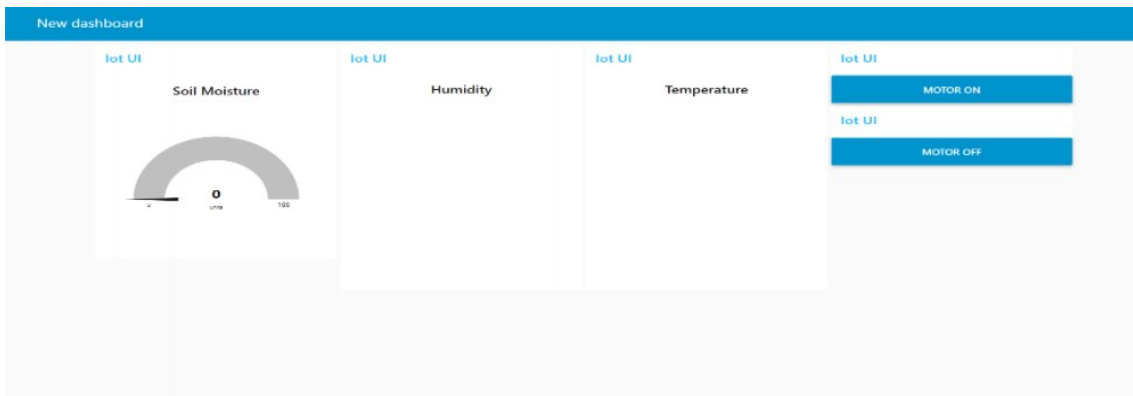 New dashboard
Iot UI
Soil Moisture
0
units
0
100
Iot UI
Humidity
Iot UI
Temperature
Iot UI
MOTOR ON
Iot UI
MOTOR OFF